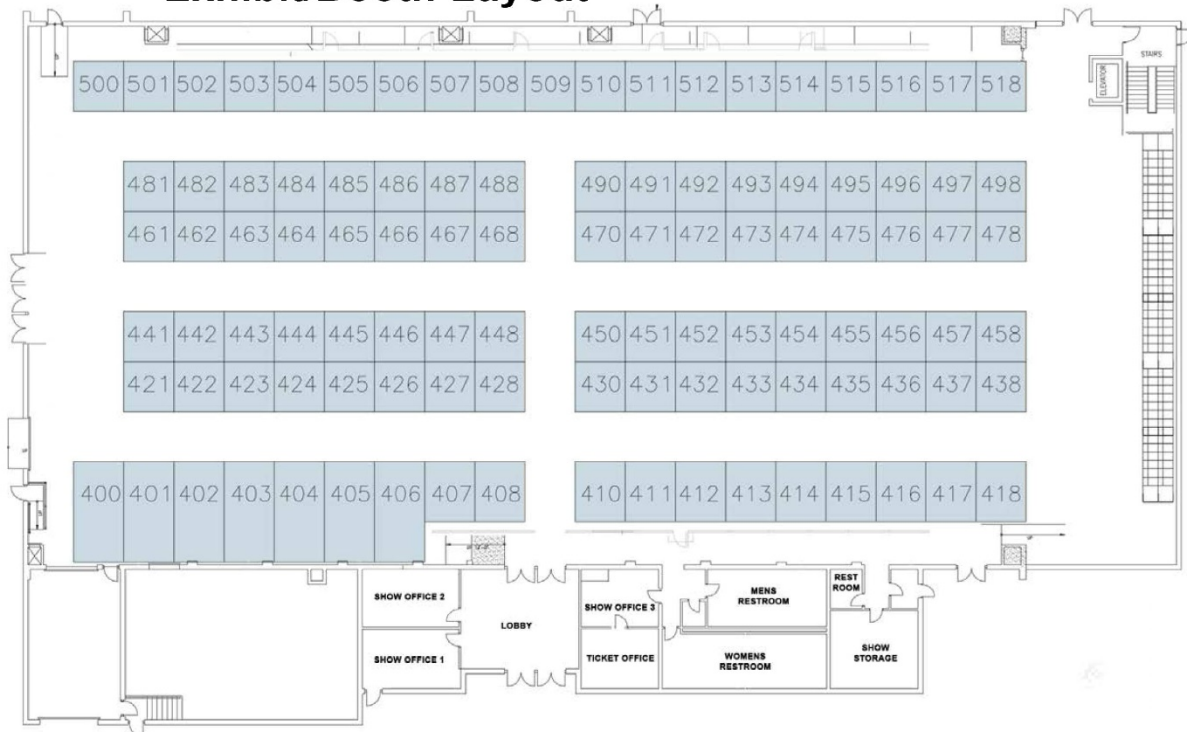 Exhibit Booth Layout
STAIRS
ELEVATOR
500 501 502 503 504 505 506 507 508 509 510 511 512 513 514 515 516 517 518
481 482 483 484 485 486 487 488 490 491 492 493 494 495 496 497 498
461 462 463 464 465 466 467 468 470 471 472 473 474 475 476 477 478
441 442 443 444 445 446 447 448 450 451 452 453 454 455 456 457 458
421 422 423 424 425 426 427 428 430 431 432 433 434 435 436 437 438
400 401 402 403 404 405 406 407 408 410 411 412 413 414 415 416 417 418
SHOW OFFICE 2
LOBBY
SHOW OFFICE 3
MENS
RESTROOM
REST
ROOM
SHOW OFFICE 1
TICKET OFFICE
WOMENS
RESTROOM
SHOW
STORAGE